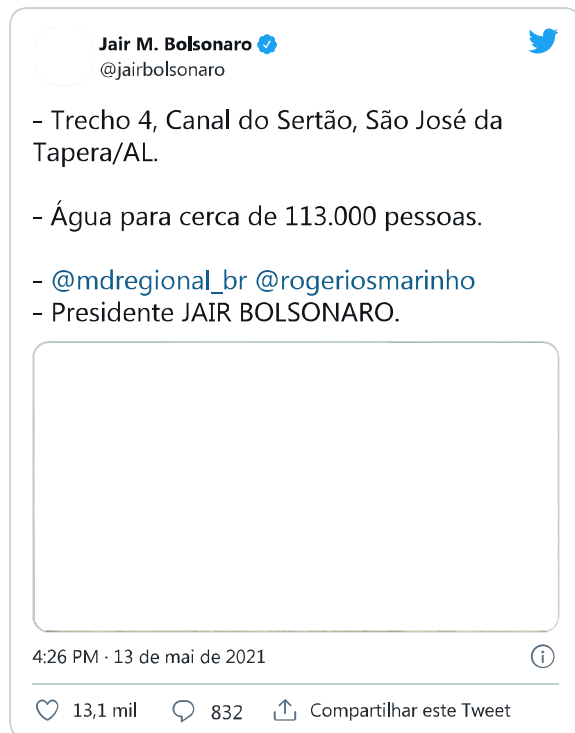 Jair M. Bolsonaro
@jairbolsonaro
- Trecho 4, Canal do Sertão, São José da
Tapera/AL.
- Água para cerca de 113.000 pessoas.
- @mdregional_br @rogeriosmarinho
- Presidente JAIR BOLSONARO.
4:26 PM · 13 de mai de 2021
13,1 mil 832 Compartilhar este Tweet